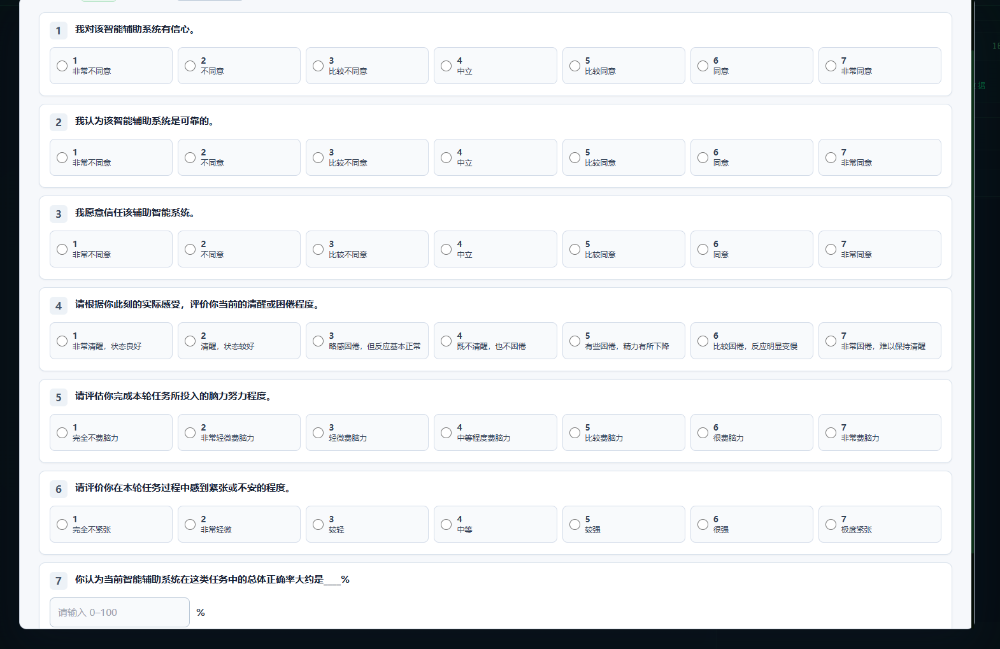 1 我对该智能辅助系统有信心。
1 2 3 4 5 6 7
非常不同意 不同意 比较不同意 中立 比较同意 同意 非常同意
2 我认为该智能辅助系统是可靠的。
1 2 3 4 5 6 7
非常不同意 不同意 比较不同意 中立 比较同意 同意 非常同意
3 我愿意信任该辅助智能系统。
1 2 3 4 5 6 7
非常不同意 不同意 比较不同意 中立 比较同意 同意 非常同意
4 请根据你此刻的实际感受，评价你当前的清醒或困倦程度。
1 2 3 4 5 6 7
非常清醒，状态良好 清醒，状态较好 略感困倦，但反应基本正常 既不清醒，也不困倦 有些困倦，精力有所下降 比较困倦，反应明显变慢 非常困倦，难以保持清醒
5 请评估你完成本轮任务所投入的脑力努力程度。
1 2 3 4 5 6 7
完全不费脑力 非常轻微费脑力 轻微费脑力 中等程度费脑力 比较费脑力 很费脑力 非常费脑力
6 请评价你在本轮任务过程中感到紧张或不安的程度。
1 2 3 4 5 6 7
完全不紧张 非常轻微 较轻 中等 较强 很强 极度紧张
7 你认为当前智能辅助系统在这类任务中的总体正确率大约是____%
请输入 0–100 %
据